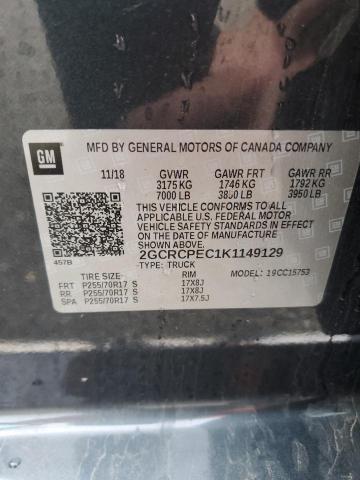 GM
MFD BY GENERAL MOTORS OF CANADA COMPANY
11/18 GVWR GAWR FRT GAWR RR
3175 KG 1746 KG 1792 KG
7000 LB 3850 LB 3950 LB
THIS VEHICLE CONFORMS TO ALL
APPLICABLE U.S. FEDERAL MOTOR
VEHICLE SAFETY STANDARDS IN
EFFECT ON THE DATE OF
MANUFACTURE SHOWN ABOVE.
2GCRCPEC1K1149129
457B TYPE: TRUCK MODEL: 19CC15753
TIRE SIZE RIM
FRT P255/70R17 S 17X8J
RR P255/70R17 S 17X8J
SPA P255/70R17 S 17X7.5J